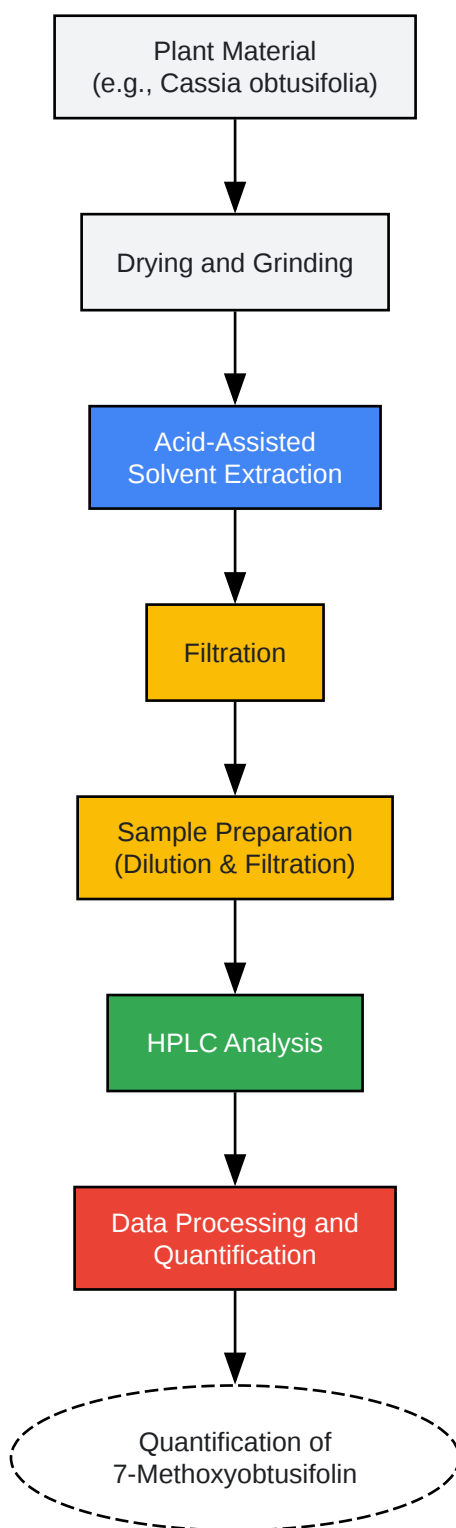 Plant Material
(e.g., Cassia obtusifolia)
Drying and Grinding
Acid-Assisted
Solvent Extraction
Filtration
Sample Preparation
(Dilution & Filtration)
HPLC Analysis
Data Processing and
Quantification
Quantification of
7-Methoxyobtusifolin